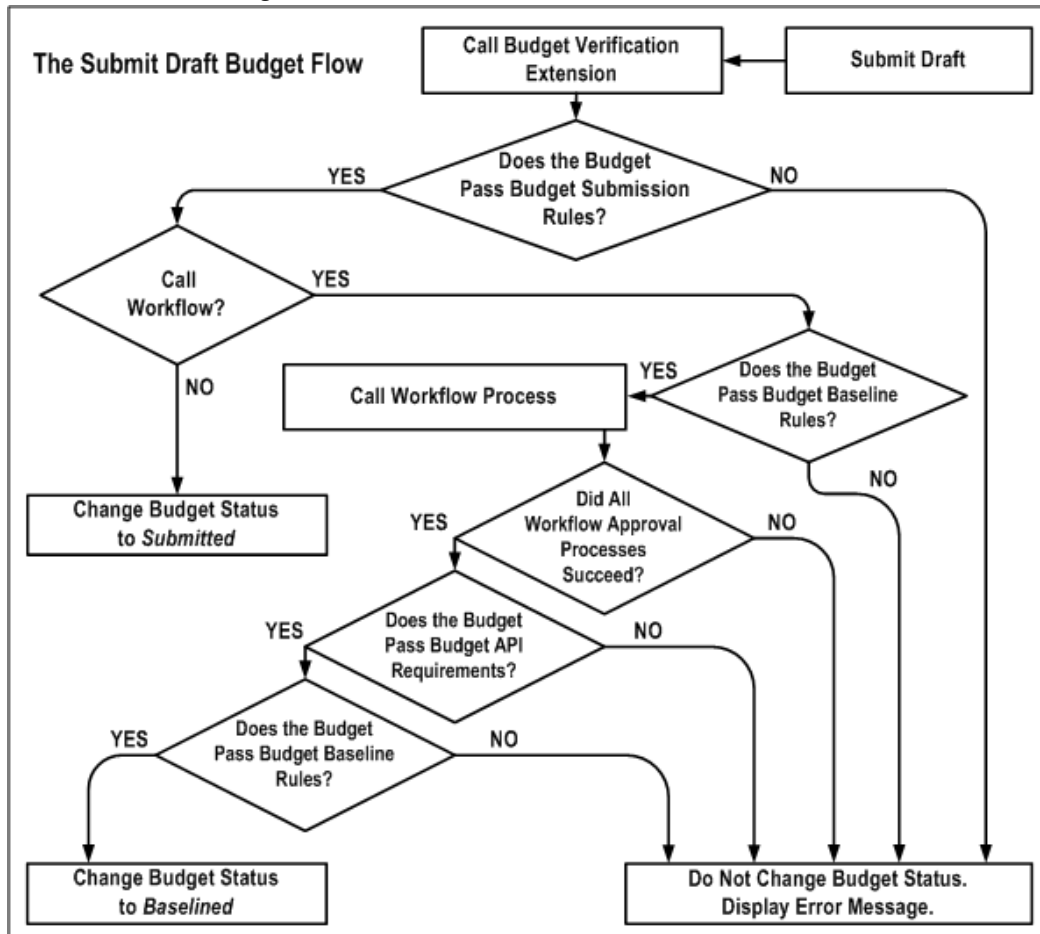 The Submit Draft Budget Flow
Call Budget Verification
Extension
Submit Draft
Does the Budget
Pass Budget Submission
Rules?
YES
NO
Call
Workflow?
YES
NO
Does the Budget
Pass Budget Baseline
Rules?
YES
NO
Call Workflow Process
Change Budget Status
to Submitted
Did All
Workflow Approval
Processes
Succeed?
YES
NO
Does the Budget
Pass Budget API
Requirements?
YES
NO
Does the Budget
Pass Budget Baseline
Rules?
YES
NO
Change Budget Status
to Baselined
Do Not Change Budget Status.
Display Error Message.